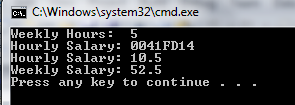 C:\Windows\system32\cmd.exe
Weekly Hours:  5
Hourly Salary: 0041FD14
Hourly Salary: 10.5
Weekly Salary: 52.5
Press any key to continue . . .